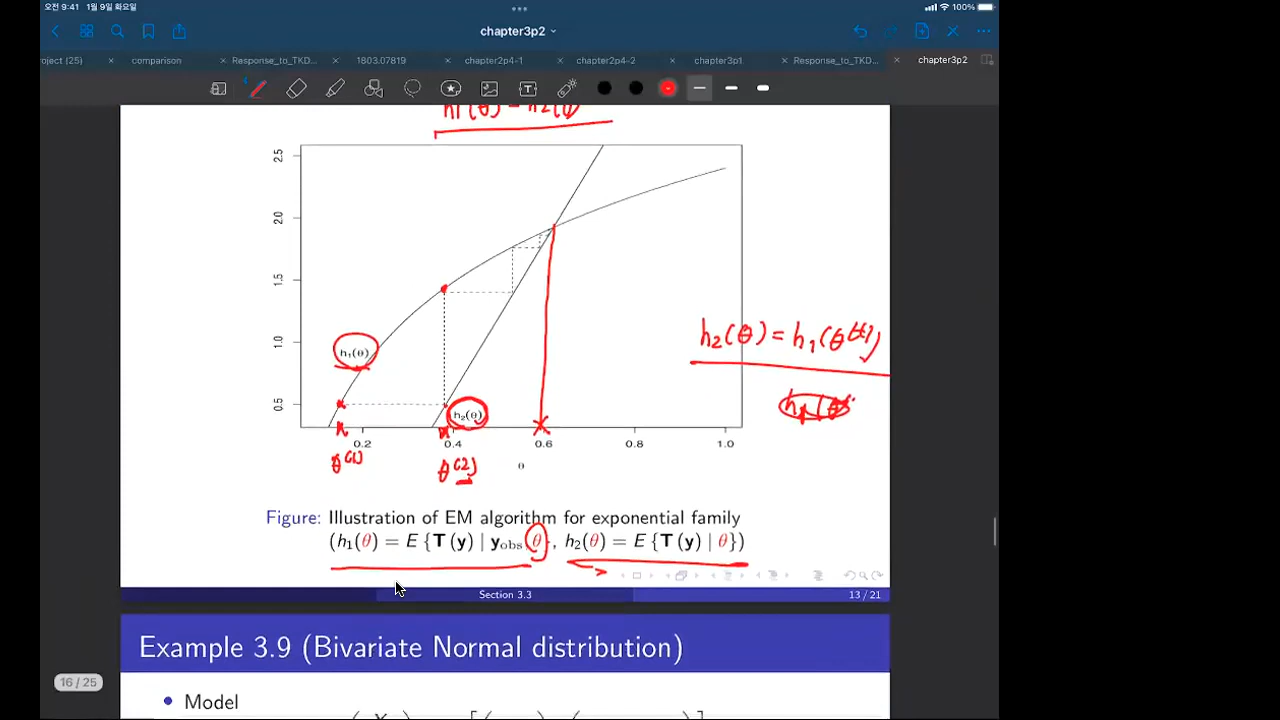 오전 9:41 1월 9일 화요일
100%
chapter3p2
roject (25)
comparison
Response_to_TKD...
1803.07819
chapter2p4-1
chapter2p4-2
chapter3p1
Response_to_TKD...
chapter3p2
h₁(θ) = h₂(θ
2.5
2.0
1.5
1.0
0.5
h₁(θ)
h₂(θ)
h₂(θ) = h₁(θ⁽ᵗ⁾)
0.2 0.4 0.6 0.8 1.0
θ⁽¹⁾
θ⁽²⁾
θ
Figure: Illustration of EM algorithm for exponential family
(h₁(θ) = E {T (y) | y_obs, θ}, h₂(θ) = E {T (y) | θ})
Section 3.3
13 / 21
Example 3.9 (Bivariate Normal distribution)
16 / 25
• Model